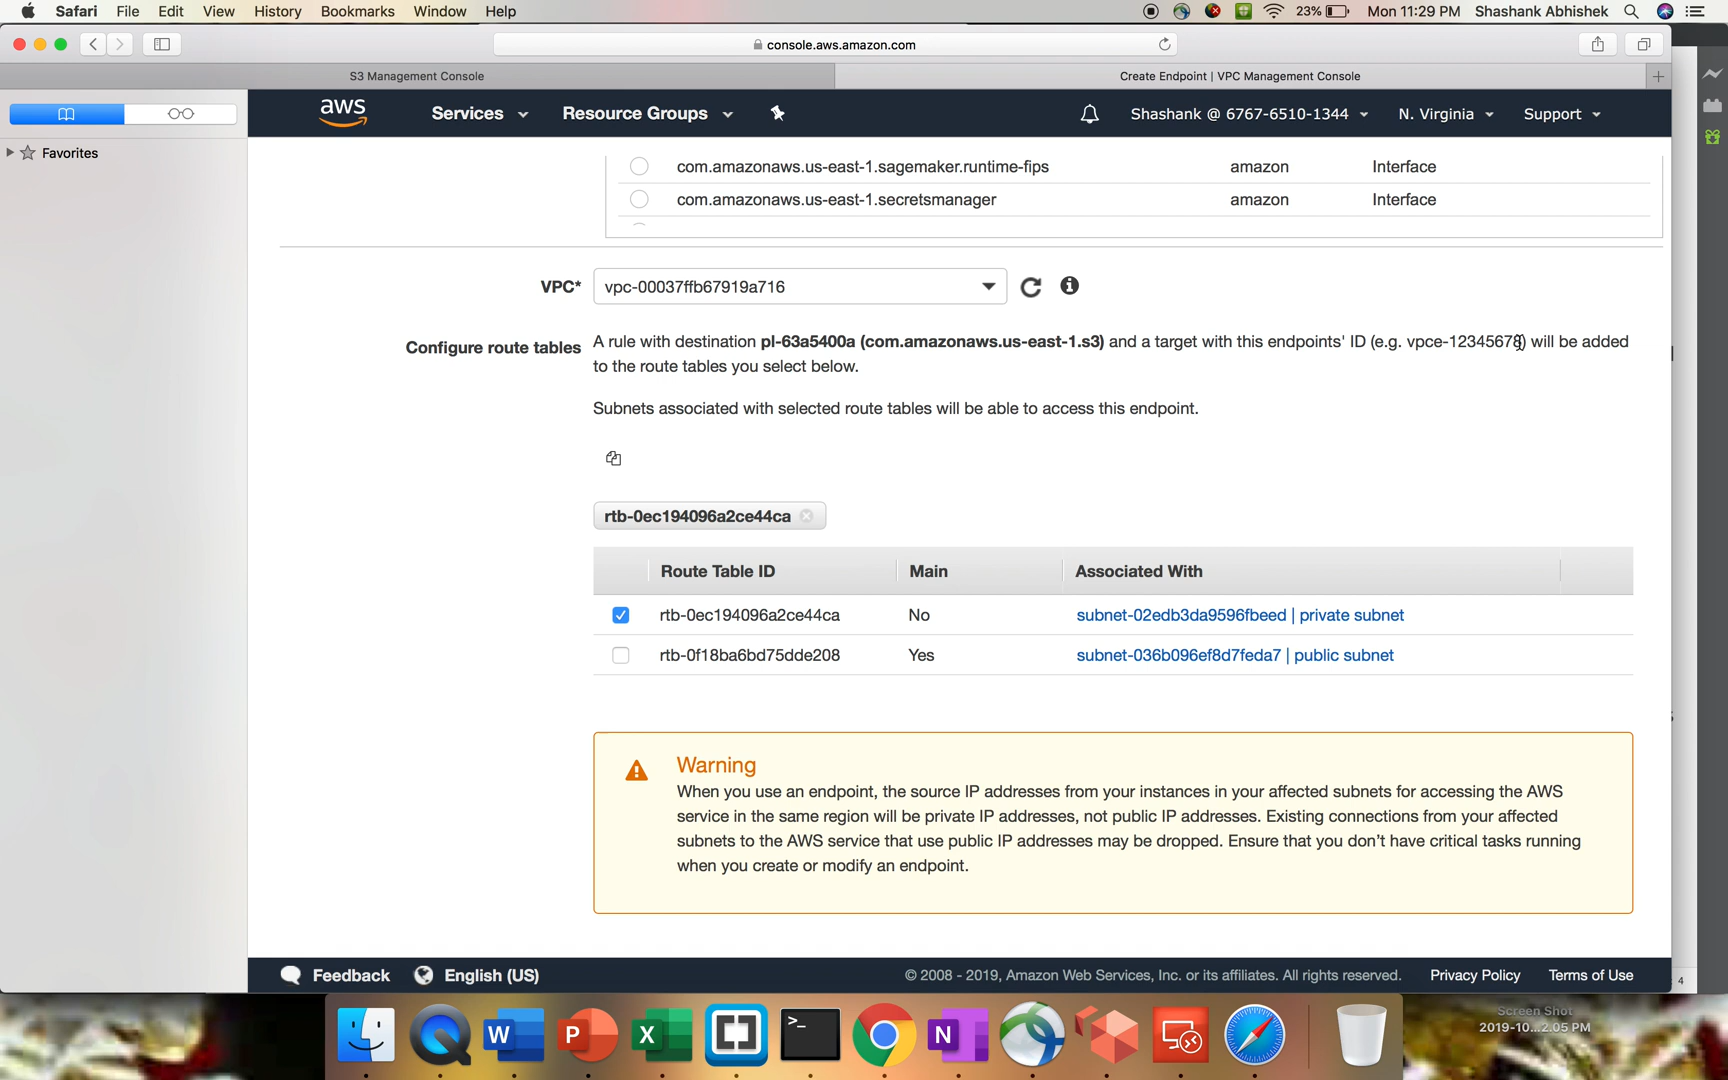 Safari File Edit View History Bookmarks Window Help 23% Mon 11:29 PM Shashank Abhishek
console.aws.amazon.com
S3 Management Console Create Endpoint | VPC Management Console
aws Services Resource Groups Shashank @ 6767-6510-1344 N. Virginia Support
Favorites
com.amazonaws.us-east-1.sagemaker.runtime-fips amazon Interface
com.amazonaws.us-east-1.secretsmanager amazon Interface
VPC* vpc-00037ffb67919a716
Configure route tables A rule with destination pl-63a5400a (com.amazonaws.us-east-1.s3) and a target with this endpoints' ID (e.g. vpce-12345678) will be added
to the route tables you select below.
Subnets associated with selected route tables will be able to access this endpoint.
rtb-0ec194096a2ce44ca
Route Table ID Main Associated With
rtb-0ec194096a2ce44ca No subnet-02edb3da9596fbeed | private subnet
rtb-0f18ba6bd75dde208 Yes subnet-036b096ef8d7feda7 | public subnet
Warning
When you use an endpoint, the source IP addresses from your instances in your affected subnets for accessing the AWS
service in the same region will be private IP addresses, not public IP addresses. Existing connections from your affected
subnets to the AWS service that use public IP addresses may be dropped. Ensure that you don't have critical tasks running
when you create or modify an endpoint.
Feedback English (US) © 2008 - 2019, Amazon Web Services, Inc. or its affiliates. All rights reserved. Privacy Policy Terms of Use
4
W P X >_ N
Screen Shot
2019-10...2.05 PM